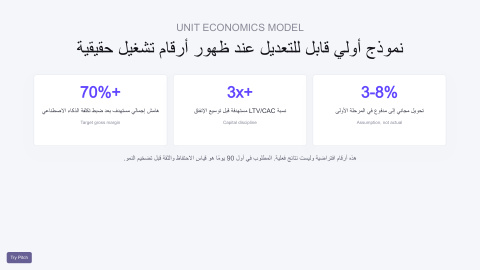 UNIT ECONOMICS MODEL
نموذج أولي قابل للتعديل عند ظهور أرقام تشغيل حقيقية
3-8%
تحويل مجاني إلى مدفوع في المرحلة الأولى
Assumption, not actual
3x+
نسبة LTV/CAC مستهدفة قبل توسيع الإنفاق
Capital discipline
70%+
هامش إجمالي مستهدف بعد ضبط تكلفة الذكاء الاصطناعي
Target gross margin
هذه أرقام افتراضية وليست نتائج فعلية. المطلوب في أول 90 يومًا هو قياس الاحتفاظ والثقة قبل تضخيم النمو.
Try Pitch